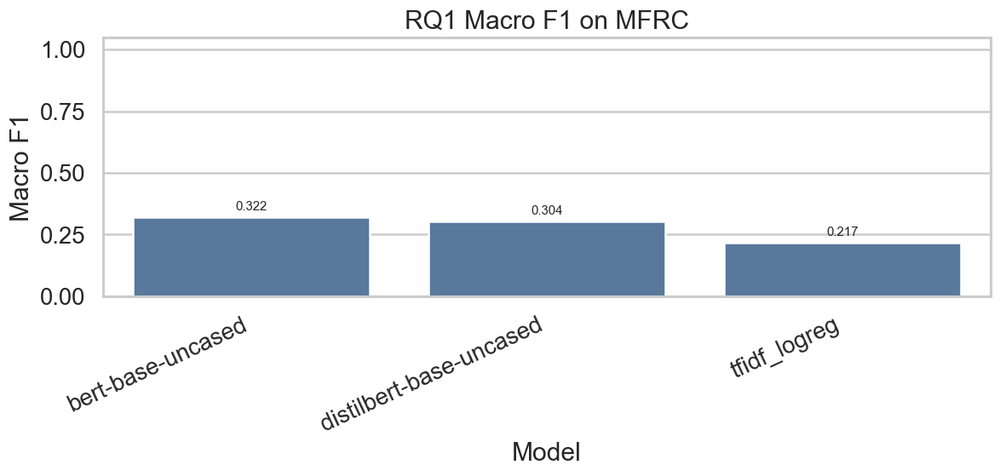 RQ1 Macro F1 on MFRC
Macro F1
1.00
0.75
0.50
0.25
0.00
0.322
0.304
0.217
bert-base-uncased
distilbert-base-uncased
tfidf_logreg
Model